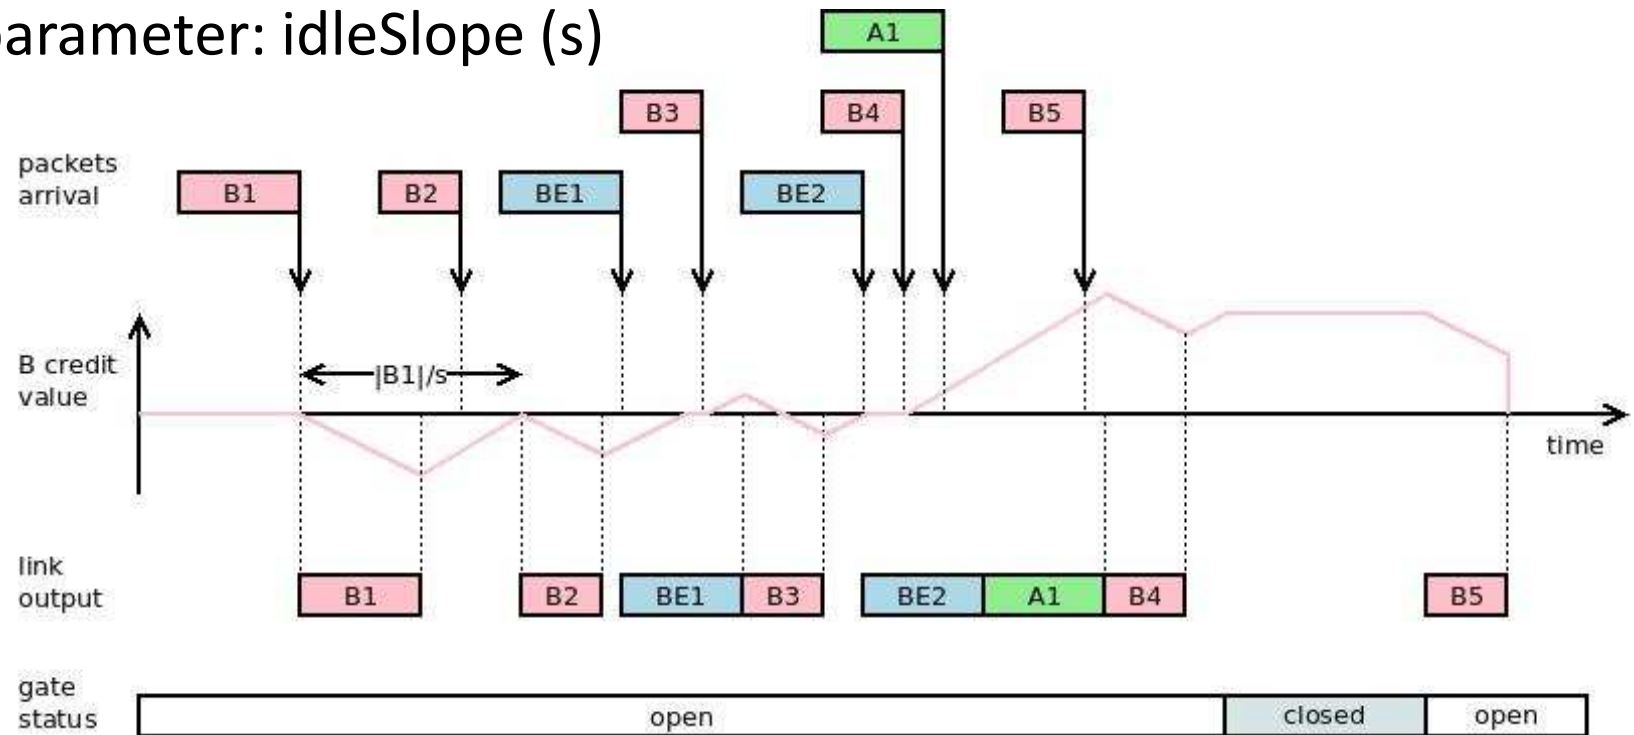 parameter: idleSlope (s)
A1
B3
B4
B5
packets
arrival
B1
B2
BE1
BE2
B credit
value
|B1|/s
time
link
output
B1
B2
BE1
B3
BE2
A1
B4
B5
gate
status
open
closed
open